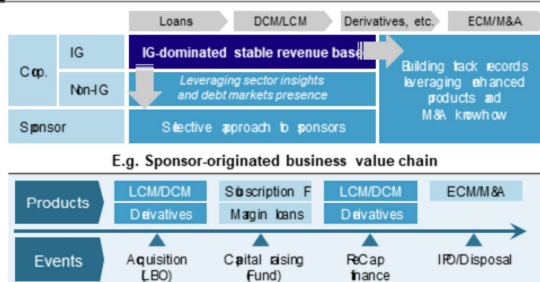 Loans DCM/LCM Derivatives, etc. ECM/M&A
Corp.
IG
IG-dominated stable revenue base
Non-IG
Leveraging sector insights
and debt markets presence
Building track records
leveraging enhanced
products and
M&A knowhow
Sponsor
Selective approach to sponsors
E.g. Sponsor-originated business value chain
Products
LCM/DCM Subscription F LCM/DCM ECM/M&A
Derivatives Margin loans Derivatives
Events
Acquisition Capital raising ReCap IPO/Disposal
(LBO) (Fund) finance